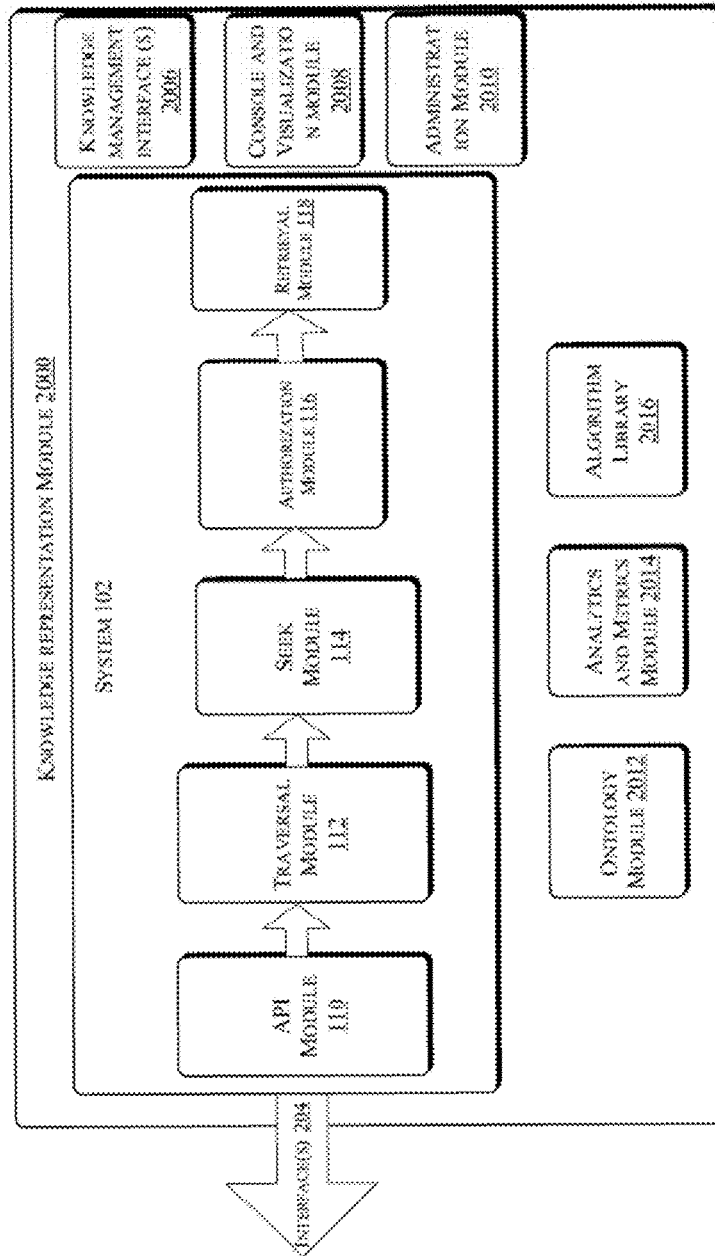 KNOWLEDGE REPRESENTATION MODULE 2000
SYSTEM 102
INTERFACE(S) 204
API
MODULE
110
TRAVERSAL
MODULE
112
SEEK
MODULE
114
AUTHORIZATION
MODULE 116
RETRIEVAL
MODULE 118
KNOWLEDGE
MANAGEMENT
INTERFACE (S)
2006
CONSOLE AND
VISUALIZATIO
N MODULE
2008
ADMINISTRAT
ION MODULE
2010
ONTOLOGY
MODULE 2012
ANALYTICS
AND METRICS
MODULE 2014
ALGORITHM
LIBRARY
2016